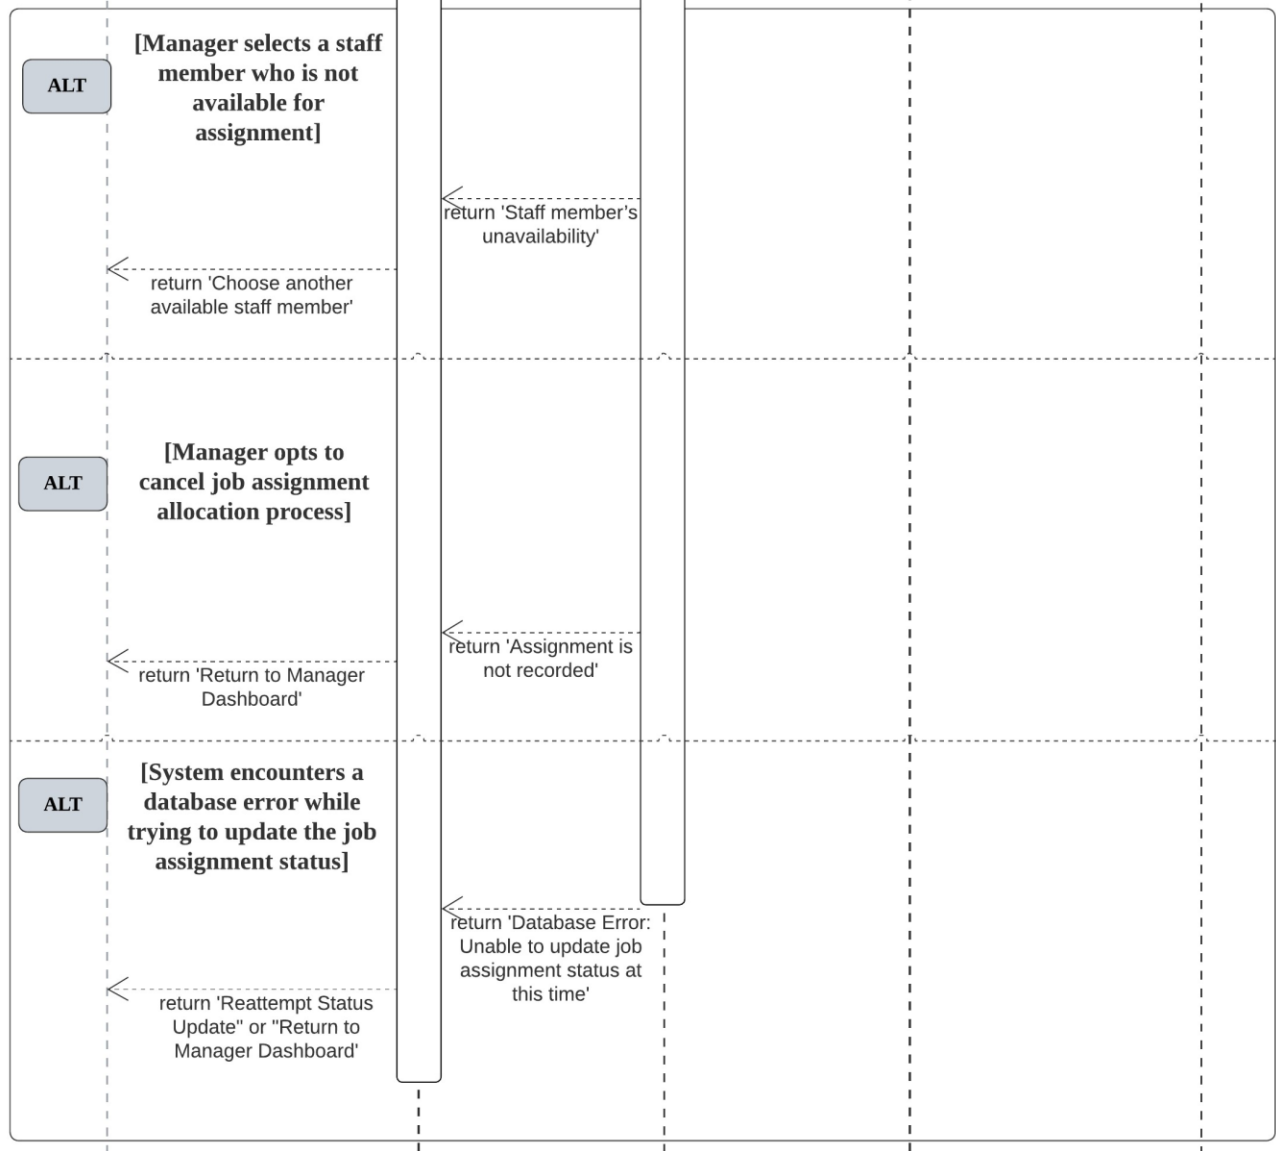 [Manager selects a staff
member who is not
available for
assignment]
ALT
return 'Staff member's
unavailability'
return 'Choose another
available staff member'
[Manager opts to
cancel job assignment
allocation process]
ALT
return 'Assignment is
not recorded'
return 'Return to Manager
Dashboard'
[System encounters a
database error while
trying to update the job
assignment status]
ALT
return 'Database Error:
Unable to update job
assignment status at
this time'
return 'Reattempt Status
Update" or "Return to
Manager Dashboard'